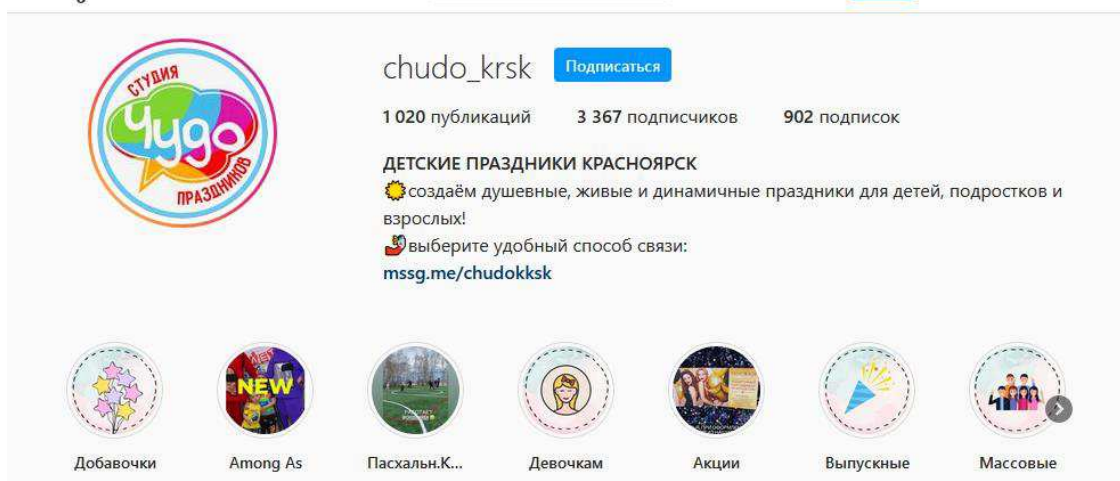 СТУДИЯ
Чудо
ПРАЗДНИКОВ
chudo_krsk Подписаться
1 020 публикаций 3 367 подписчиков 902 подписок
ДЕТСКИЕ ПРАЗДНИКИ КРАСНОЯРСК
создаём душевные, живые и динамичные праздники для детей, подростков и
взрослых!
выберите удобный способ связи:
mssg.me/chudokksk
NEW
Добавочки Among As Пасхальн.К... Девочкам Акции Выпускные Массовые